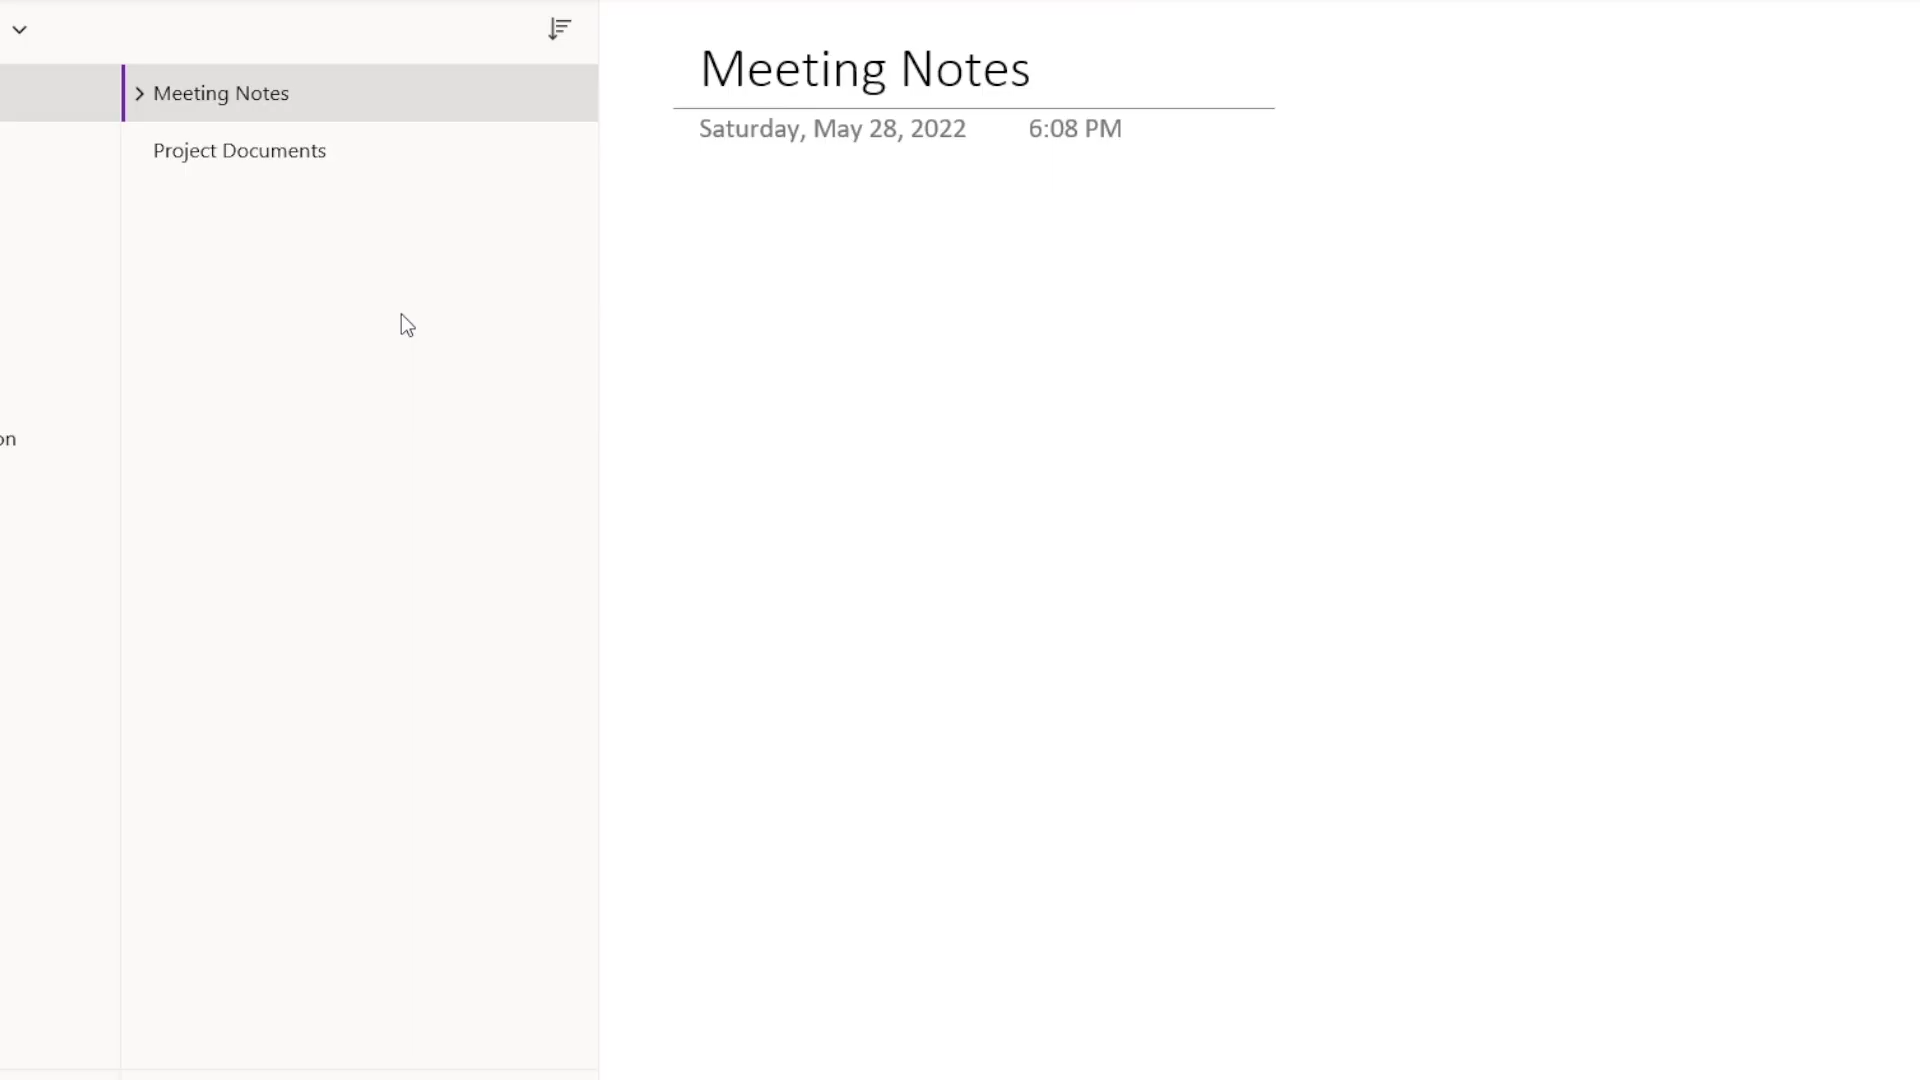 Meeting Notes
Project Documents
on
Meeting Notes
Saturday, May 28, 2022 6:08 PM